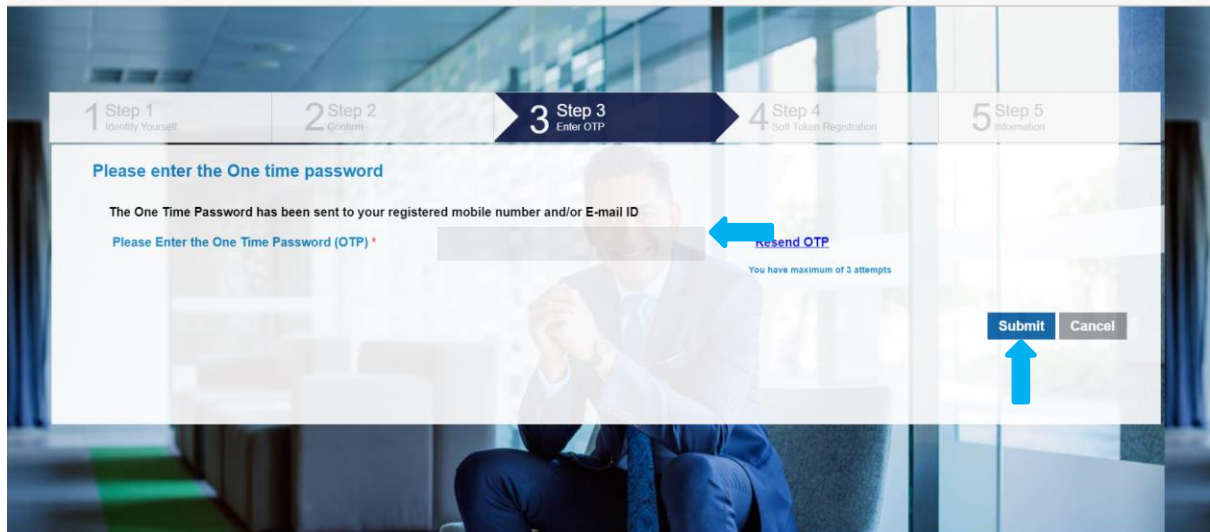 1 Step 1
Identify Yourself
2 Step 2
Confirm
3 Step 3
Enter OTP
4 Step 4
Soft Token Registration
5 Step 5
Information
Please enter the One time password
The One Time Password has been sent to your registered mobile number and/or E-mail ID
Please Enter the One Time Password (OTP) *
Resend OTP
You have maximum of 3 attempts
Submit Cancel